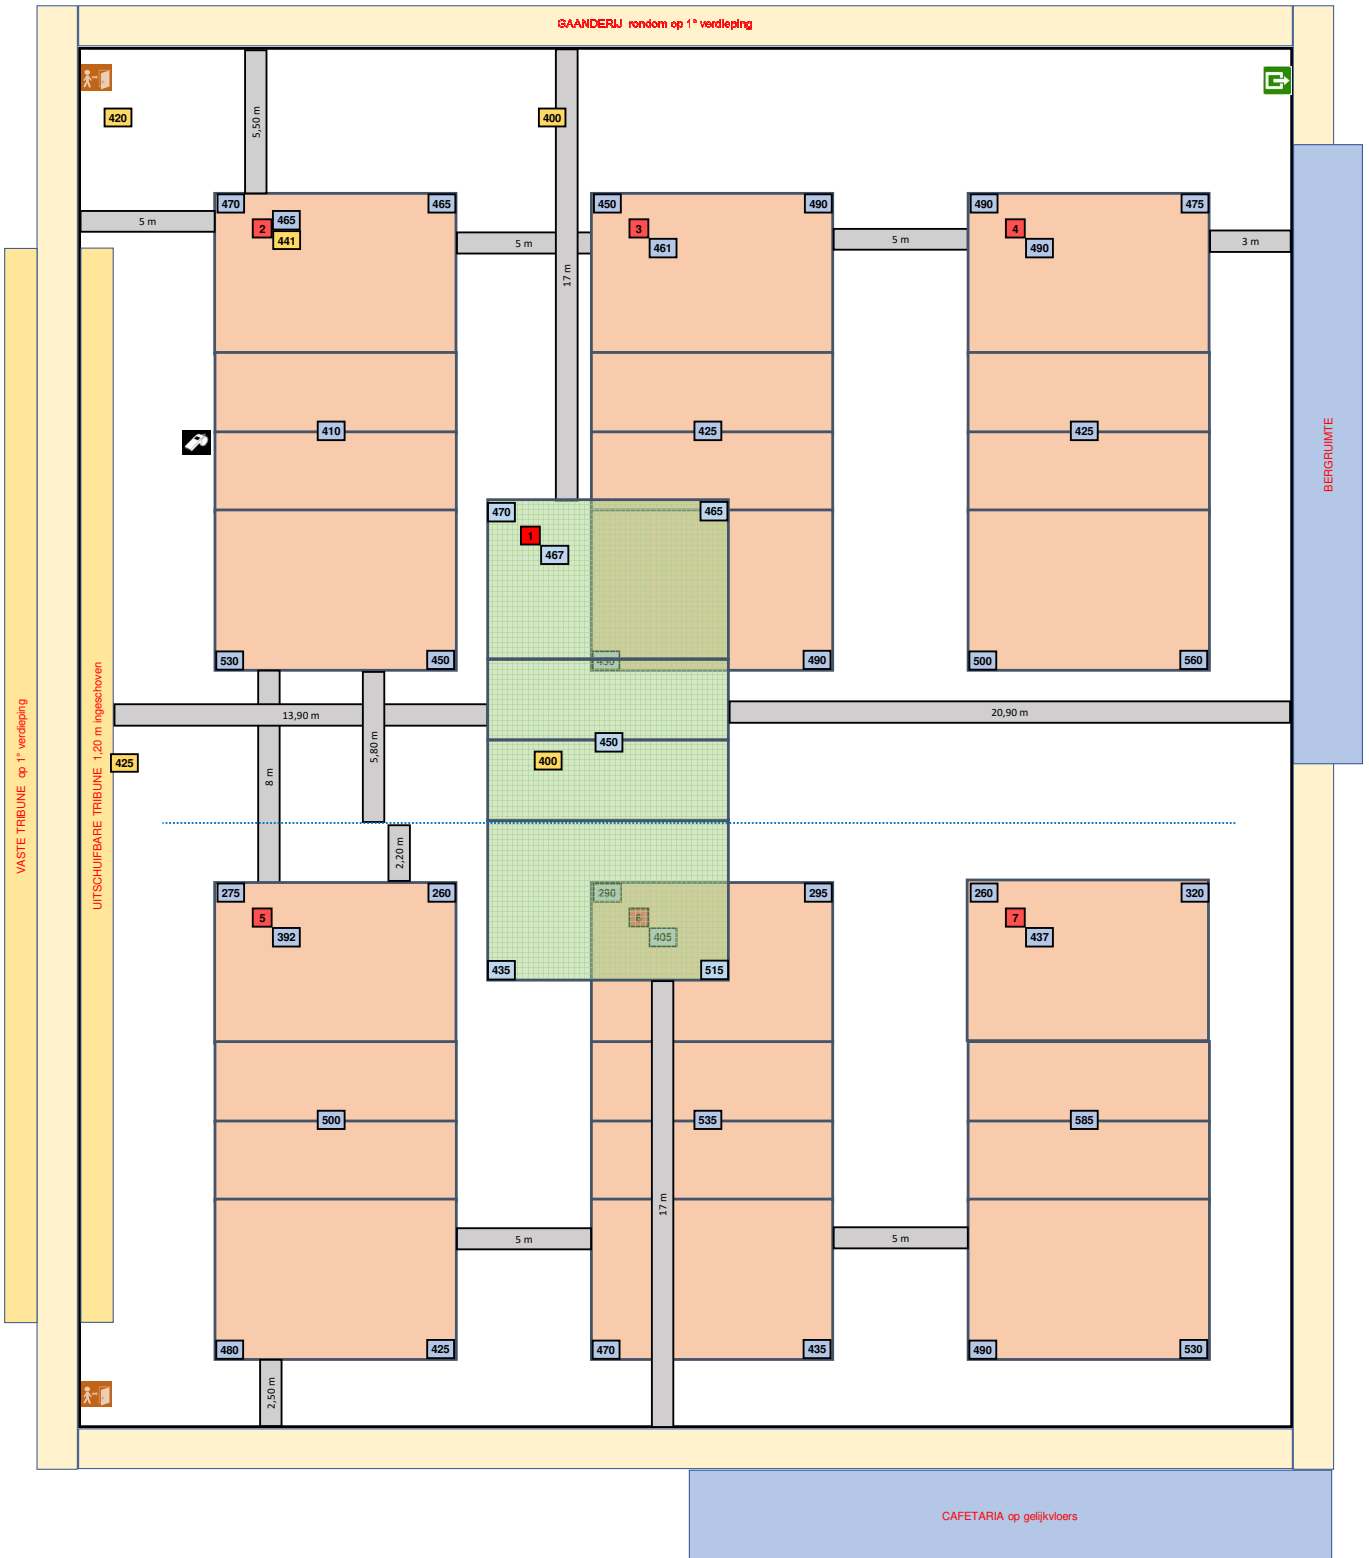 GAANDERIJ rondom op 1° verdieping
420
5,50 m
400
5 m
470
465
2
465
441
5 m
17 m
450
490
3
461
5 m
490
475
4
490
3 m
410
425
425
BERGRUIMTE
470
465
1
467
530
450
430
490
500
560
13,90 m
20,90 m
VASTE TRIBUNE op 1° verdieping
UITSCHUIFBARE TRIBUNE 1,20 m ingeschoven
425
8 m
5,80 m
450
400
2,20 m
275
260
5
392
290
295
6
405
260
320
7
437
435
515
500
535
585
17 m
5 m
5 m
480
425
470
435
490
530
2,50 m
CAFETARIA op gelijkvloers